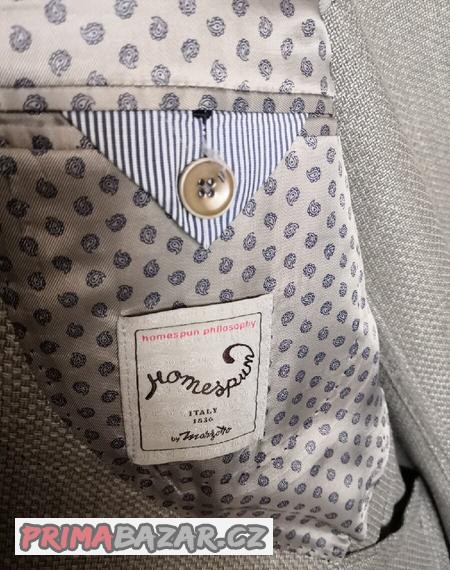 homespun philosophy
Homespun
ITALY
1836
by Marzotto
PRIMABAZAR.CZ